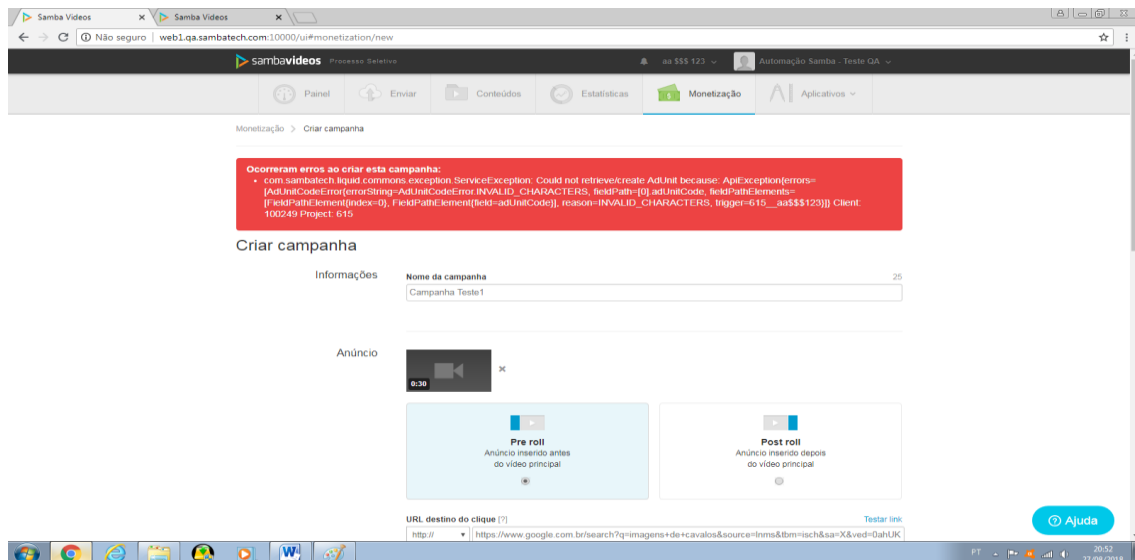 Samba Videos
Samba Videos
Não seguro | web1.qa.sambatech.com:10000/ui#monetization/new
sambavideos Processo Seletivo
aa $$$ 123
Automação Samba - Teste QA
Painel
Enviar
Conteúdos
Estatísticas
Monetização
Aplicativos
Monetização > Criar campanha
Ocorreram erros ao criar esta campanha:
com.sambatech.liquid.commons.exception.ServiceException: Could not retrieve/create AdUnit because: ApiException{errors=
[AdUnitCodeError{errorString=AdUnitCodeError.INVALID_CHARACTERS, fieldPath=[0].adUnitCode, fieldPathElements=
[FieldPathElement{index=0}, FieldPathElement{field=adUnitCode}], reason=INVALID_CHARACTERS, trigger=615__aa$$$123}]} Client:
100249 Project: 615
Criar campanha
Informações
Nome da campanha
25
Campanha Teste1
Anúncio
0:30
Pre roll
Anúncio inserido antes
do vídeo principal
Post roll
Anúncio inserido depois
do vídeo principal
URL destino do clique [?]
Testar link
http://
https://www.google.com.br/search?q=imagens+de+cavalos&source=lnms&tbm=isch&sa=X&ved=0ahUK
Ajuda
PT
20:52
27/08/2018